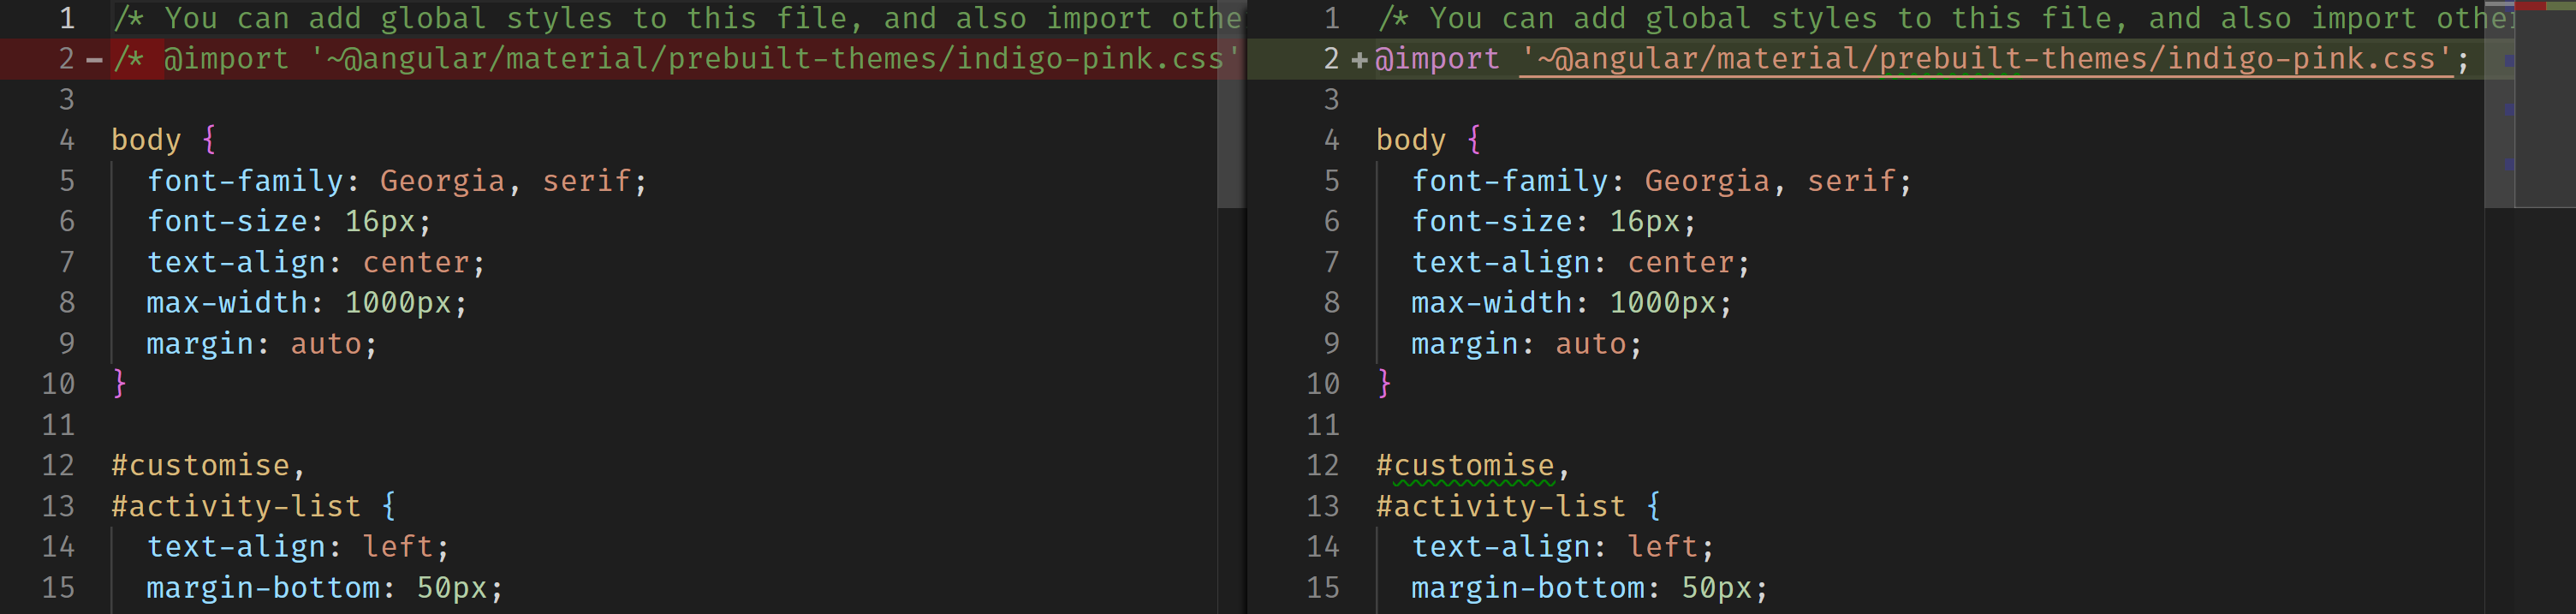 1 /* You can add global styles to this file, and also import othe
2 – /* @import '~@angular/material/prebuilt-themes/indigo-pink.css'
3
4 body {
5 font-family: Georgia, serif;
6 font-size: 16px;
7 text-align: center;
8 max-width: 1000px;
9 margin: auto;
10 }
11
12 #customise,
13 #activity-list {
14 text-align: left;
15 margin-bottom: 50px;
1 /* You can add global styles to this file, and also import othe
2 + @import '~@angular/material/prebuilt-themes/indigo-pink.css';
3
4 body {
5 font-family: Georgia, serif;
6 font-size: 16px;
7 text-align: center;
8 max-width: 1000px;
9 margin: auto;
10 }
11
12 #customise,
13 #activity-list {
14 text-align: left;
15 margin-bottom: 50px;